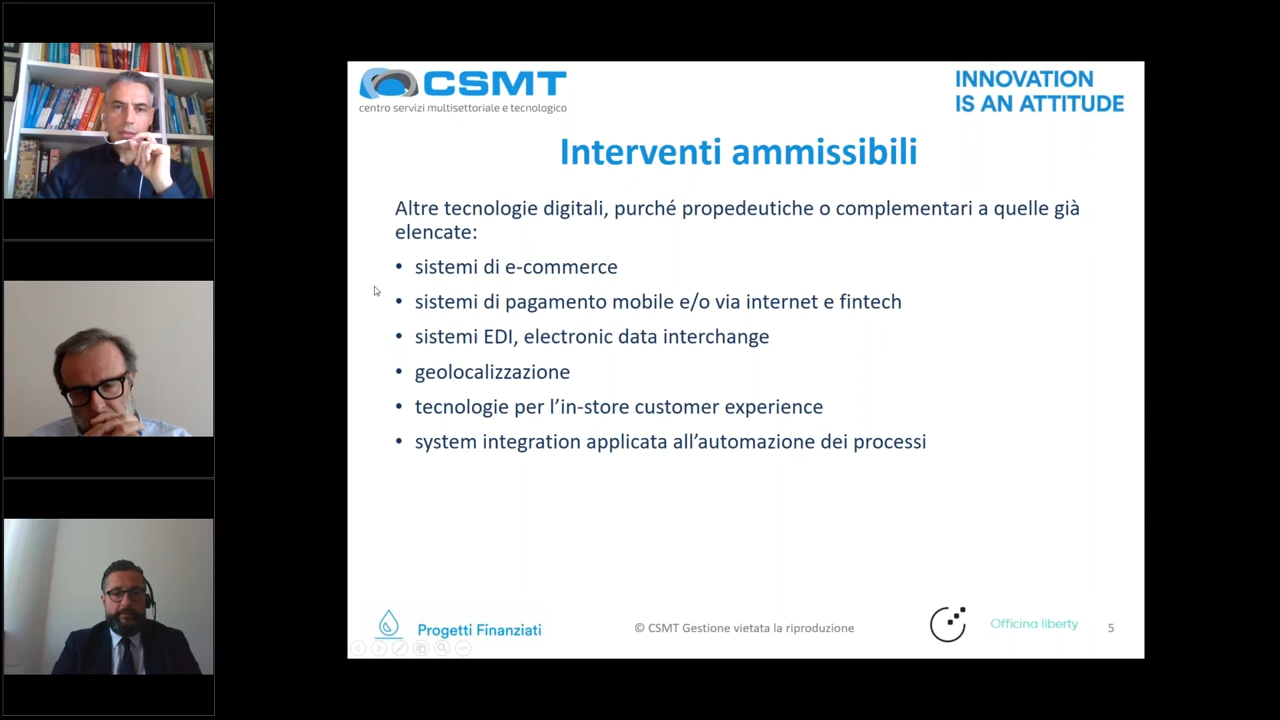 CSMT
centro servizi multisettoriale e tecnologico
INNOVATION
IS AN ATTITUDE
Interventi ammissibili
Altre tecnologie digitali, purché propedeutiche o complementari a quelle già
elencate:
• sistemi di e-commerce
• sistemi di pagamento mobile e/o via internet e fintech
• sistemi EDI, electronic data interchange
• geolocalizzazione
• tecnologie per l’in-store customer experience
• system integration applicata all’automazione dei processi
Progetti Finanziati
© CSMT Gestione vietata la riproduzione
Officina liberty
5